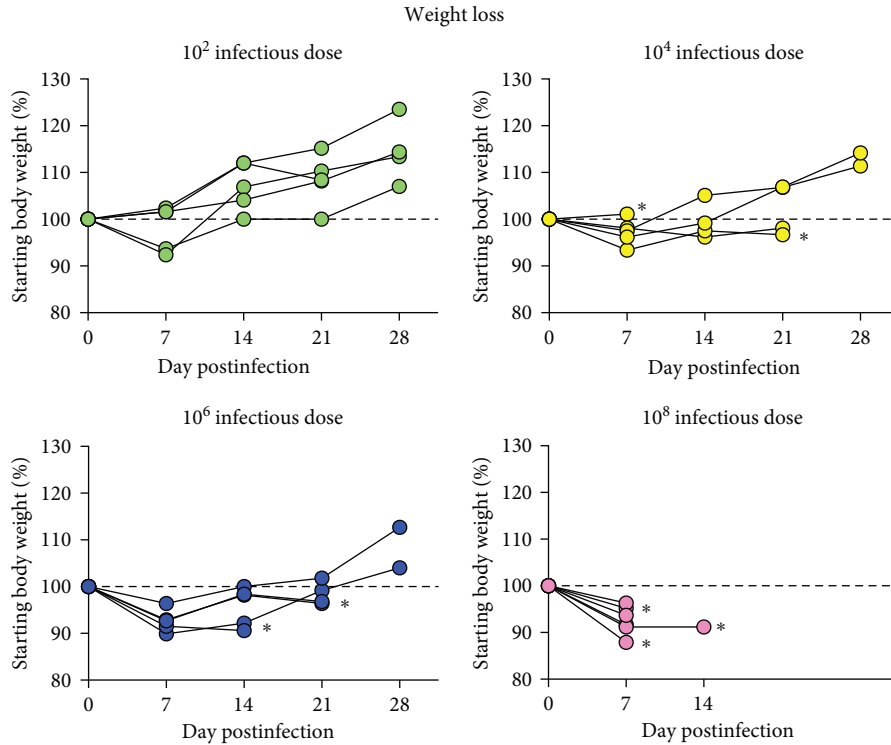 Weight loss
10² infectious dose
Starting body weight (%)
130
120
110
100
90
80
0 7 14 21 28
Day postinfection
10⁴ infectious dose
Starting body weight (%)
130
120
110
100
90
80
*
*
0 7 14 21 28
Day postinfection
10⁶ infectious dose
Starting body weight (%)
130
120
110
100
90
80
*
*
0 7 14 21 28
Day postinfection
10⁸ infectious dose
Starting body weight (%)
130
120
110
100
90
80
*
*
*
0 7 14
Day postinfection